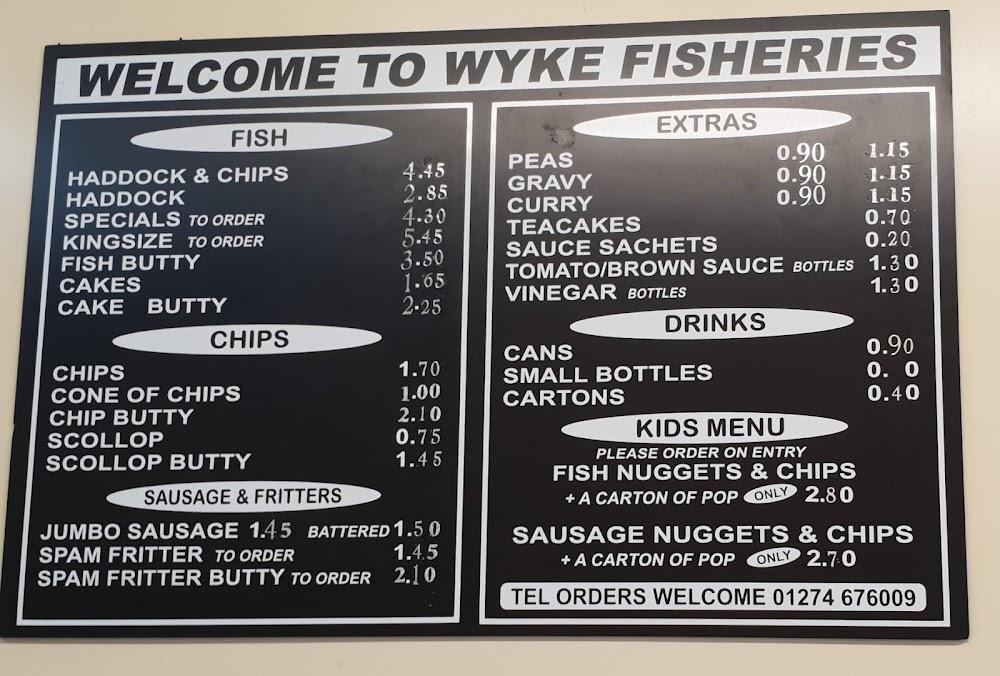 WELCOME TO WYKE FISHERIES
FISH
HADDOCK & CHIPS 4.45
HADDOCK 2.85
SPECIALS TO ORDER 4.30
KINGSIZE TO ORDER 5.45
FISH BUTTY 3.50
CAKES 1.65
CAKE BUTTY 2.25
CHIPS
CHIPS 1.70
CONE OF CHIPS 1.00
CHIP BUTTY 2.10
SCOLLOP 0.75
SCOLLOP BUTTY 1.45
SAUSAGE & FRITTERS
JUMBO SAUSAGE 1.45 BATTERED 1.50
SPAM FRITTER TO ORDER 1.45
SPAM FRITTER BUTTY TO ORDER 2.10
EXTRAS
PEAS 0.90 1.15
GRAVY 0.90 1.15
CURRY 0.90 1.15
TEACAKES 0.70
SAUCE SACHETS 0.20
TOMATO/BROWN SAUCE BOTTLES 1.30
VINEGAR BOTTLES 1.30
DRINKS
CANS 0.90
SMALL BOTTLES 0. 0
CARTONS 0.40
KIDS MENU
PLEASE ORDER ON ENTRY
FISH NUGGETS & CHIPS
+ A CARTON OF POP ONLY 2.80
SAUSAGE NUGGETS & CHIPS
+ A CARTON OF POP ONLY 2.70
TEL ORDERS WELCOME 01274 676009